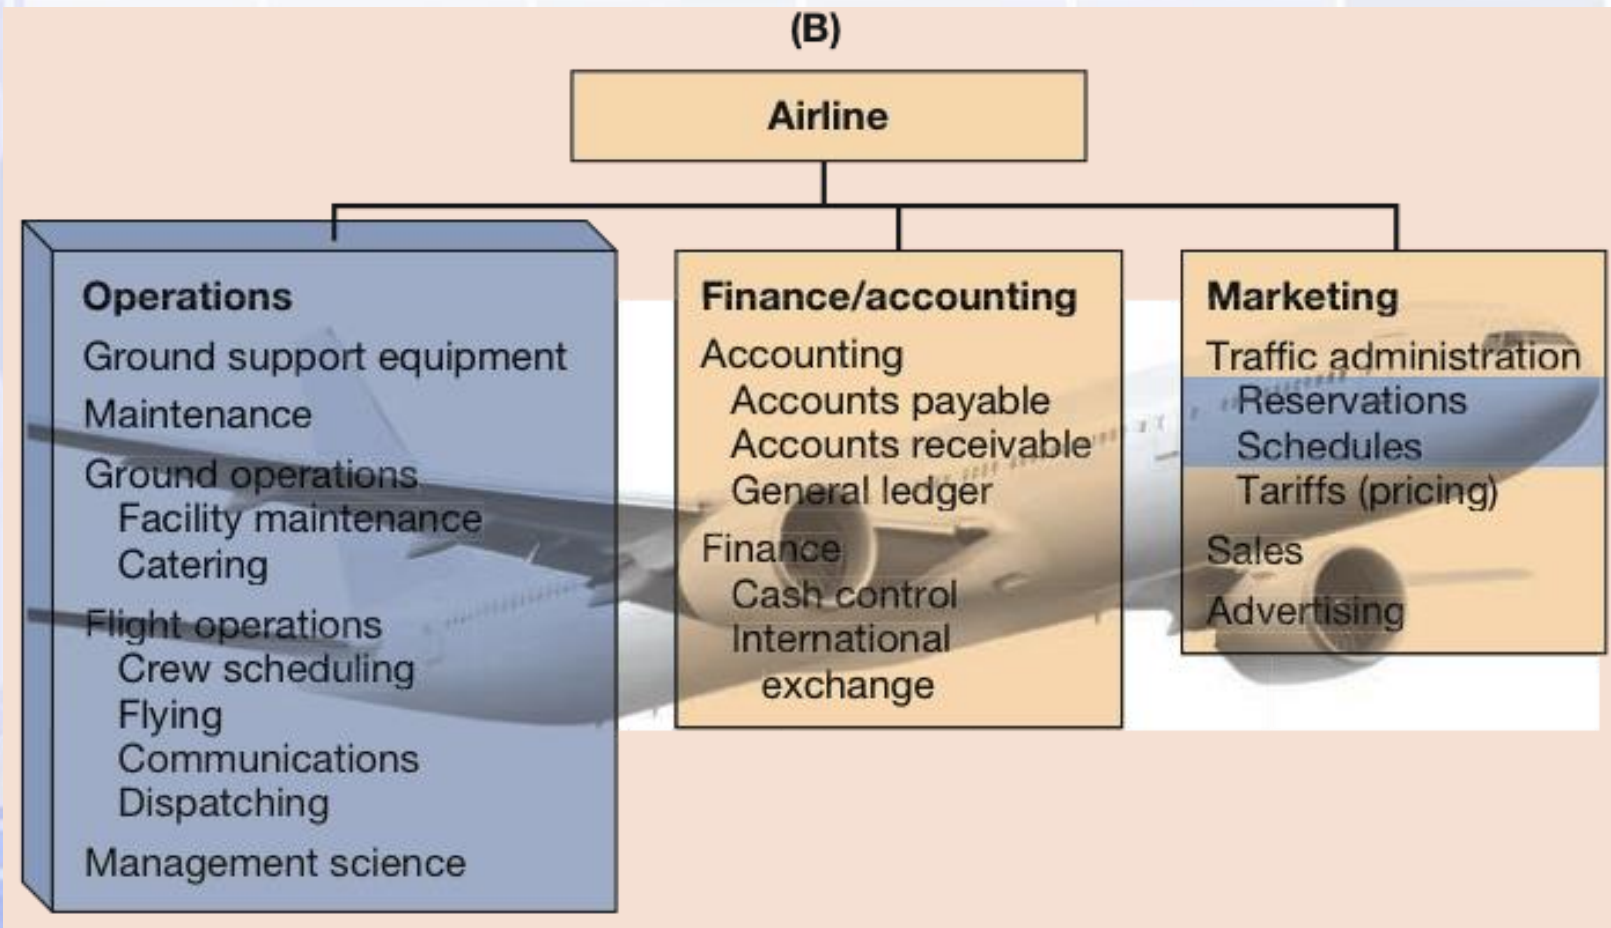 (B)
Airline
Operations
Ground support equipment
Maintenance
Ground operations
Facility maintenance
Catering
Flight operations
Crew scheduling
Flying
Communications
Dispatching
Management science
Finance/accounting
Accounting
Accounts payable
Accounts receivable
General ledger
Finance
Cash control
International
exchange
Marketing
Traffic administration
Reservations
Schedules
Tariffs (pricing)
Sales
Advertising